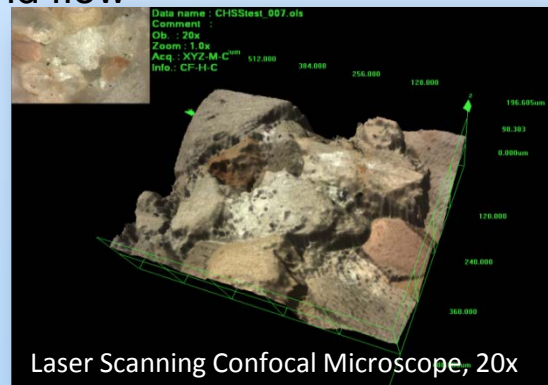 flow
Data name : CHSStest_007.ols
Comment :
Ob. : 20x
Zoom : 1.0x
Acq. : XYZ-M-C
Info.: CF-H-C
um
512.000
384.000
256.000
128.000
z
196.605um
98.303
0.000um
120.000
240.000
360.000
Laser Scanning Confocal Microscope, 20x